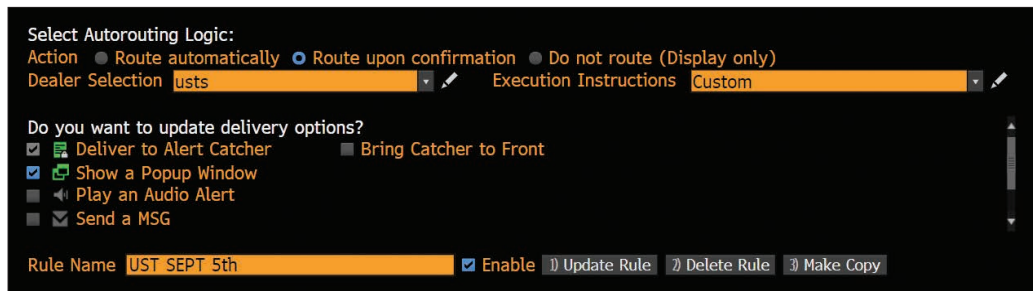 Select Autorouting Logic:
Action Route automatically Route upon confirmation Do not route (Display only)
Dealer Selection usts Execution Instructions Custom
Do you want to update delivery options?
Deliver to Alert Catcher Bring Catcher to Front
Show a Popup Window
Play an Audio Alert
Send a MSG
Rule Name UST SEPT 5th Enable 1) Update Rule 2) Delete Rule 3) Make Copy